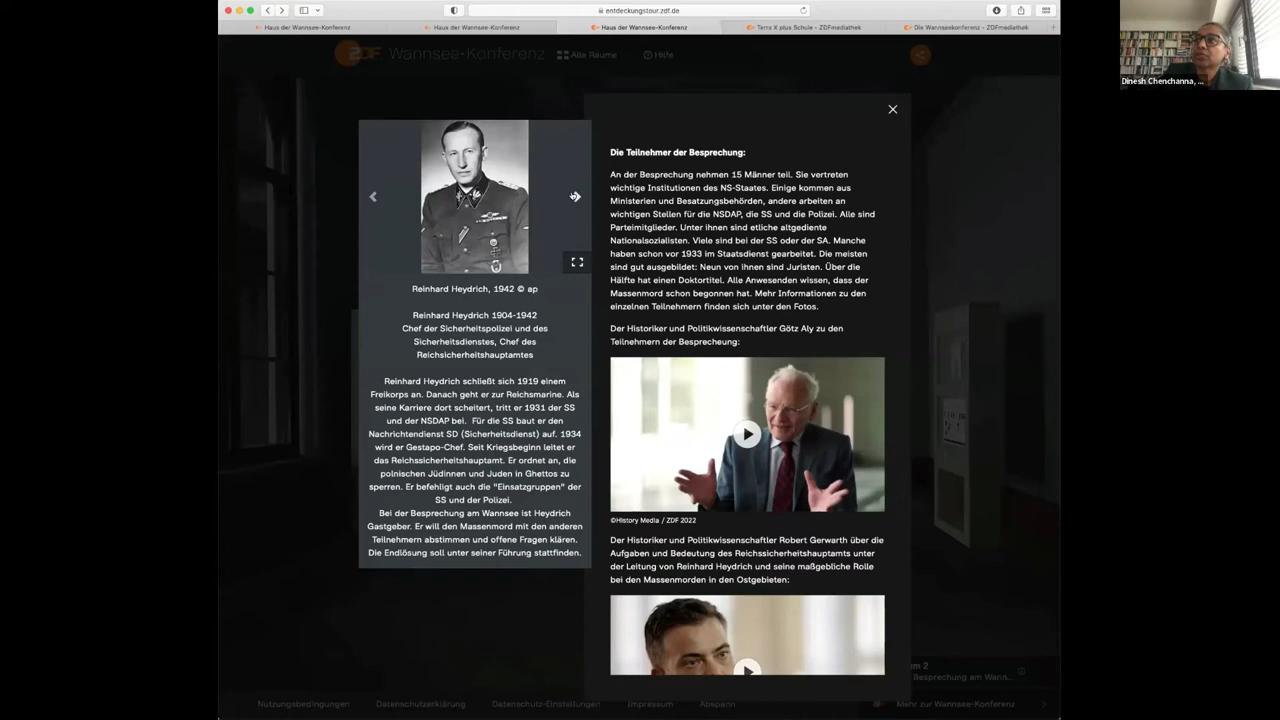 entdeckungstour.zdf.de
Haus der Wannsee-Konferenz
Haus der Wannsee-Konferenz
Haus der Wannsee-Konferenz
Terra X plus Schule - ZDFmediathek
Die Wannseekonferenz - ZDFmediathek
ZDF Wannsee-Konferenz
Alle Räume
Hilfe
Dinesh Chenchanna, ...
Reinhard Heydrich, 1942 © ap
Reinhard Heydrich 1904-1942
Chef der Sicherheitspolizei und des
Sicherheitsdienstes, Chef des
Reichsicherheitshauptamtes
Reinhard Heydrich schließt sich 1919 einem
Freikorps an. Danach geht er zur Reichsmarine. Als
seine Karriere dort scheitert, tritt er 1931 der SS
und der NSDAP bei. Für die SS baut er den
Nachrichtendienst SD (Sicherheitsdienst) auf. 1934
wird er Gestapo-Chef. Seit Kriegsbeginn leitet er
das Reichssicherheitshauptamt. Er ordnet an, die
polnischen Jüdinnen und Juden in Ghettos zu
sperren. Er befehligt auch die "Einsatzgruppen" der
SS und der Polizei.
Bei der Besprechung am Wannsee ist Heydrich
Gastgeber. Er will den Massenmord mit den anderen
Teilnehmern abstimmen und offene Fragen klären.
Die Endlösung soll unter seiner Führung stattfinden.
Die Teilnehmer der Besprechung:
An der Besprechung nehmen 15 Männer teil. Sie vertreten
wichtige Institutionen des NS-Staates. Einige kommen aus
Ministerien und Besatzungsbehörden, andere arbeiten an
wichtigen Stellen für die NSDAP, die SS und die Polizei. Alle sind
Parteimitglieder. Unter ihnen sind etliche altgediente
Nationalsozialisten. Viele sind bei der SS oder der SA. Manche
haben schon vor 1933 im Staatsdienst gearbeitet. Die meisten
sind gut ausgebildet: Neun von ihnen sind Juristen. Über die
Hälfte hat einen Doktortitel. Alle Anwesenden wissen, dass der
Massenmord schon begonnen hat. Mehr Informationen zu den
einzelnen Teilnehmern finden sich unter den Fotos.
Der Historiker und Politikwissenschaftler Götz Aly zu den
Teilnehmern der Besprecheung:
©History Media / ZDF 2022
Der Historiker und Politikwissenschaftler Robert Gerwarth über die
Aufgaben und Bedeutung des Reichssicherheitshauptamts unter
der Leitung von Reinhard Heydrich und seine maßgebliche Rolle
bei den Massenmorden in den Ostgebieten:
m 2
Besprechung am Wann...
Nutzungsbedingungen
Datenschutzerklärung
Datenschutz-Einstellungen
Impressum
Abspann
Mehr zur Wannsee-Konferenz